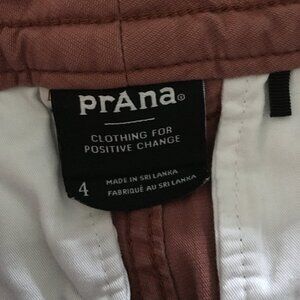 prAna®
CLOTHING FOR
POSITIVE CHANGE
4
MADE IN SRI LANKA
FABRIQUÉ AU SRI LANKA